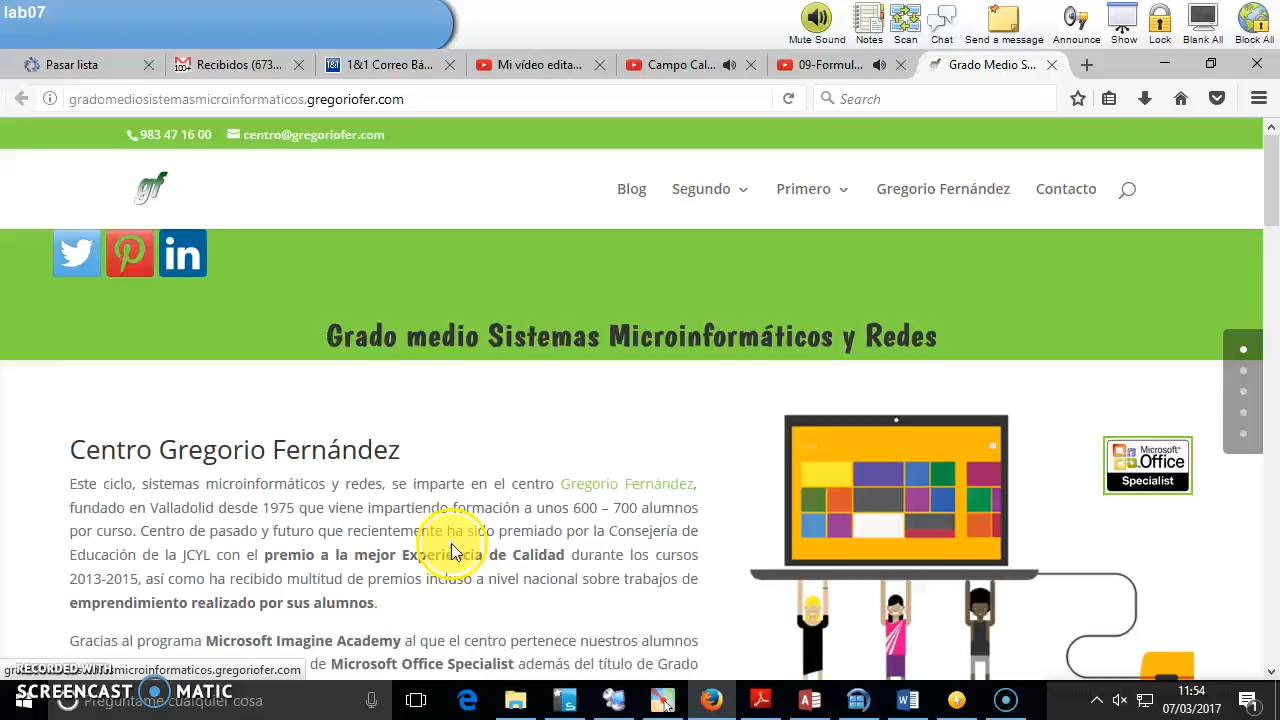 lab07
Mute Sound
Notes
Scan
Chat
Send a message
Announce
Show
Lock
Blank All
Block All
Pasar lista
Recibidos (673...
1&1 Correo Bá...
Mi vídeo edita...
Campo Cal...
09-Formul...
Grado Medio S...
gradomediosistemasmicroinformaticos.gregoriofer.com
Search
983 47 16 00
centro@gregoriofer.com
gf
Blog
Segundo
Primero
Gregorio Fernández
Contacto
in
Grado medio Sistemas Microinformáticos y Redes
Centro Gregorio Fernández
Este ciclo, sistemas microinformáticos y redes, se imparte en el centro Gregorio Fernández,
fundado en Valladolid desde 1975 que viene impartiendo formación a unos 600 – 700 alumnos
por curso. Centro de pasado y futuro que recientemente ha sido premiado por la Consejería de
Educación de la JCYL con el premio a la mejor Experiencia de Calidad durante los cursos
2013-2015, así como ha recibido multitud de premios incluso a nivel nacional sobre trabajos de
emprendimiento realizado por sus alumnos.
Gracias al programa Microsoft Imagine Academy al que el centro pertenece nuestros alumnos
de Microsoft Office Specialist además del título de Grado
Microsoft
Office
Specialist
RECORDED WITH
SCREENCAST MATIC
Pregúntame cualquier cosa
11:54
07/03/2017